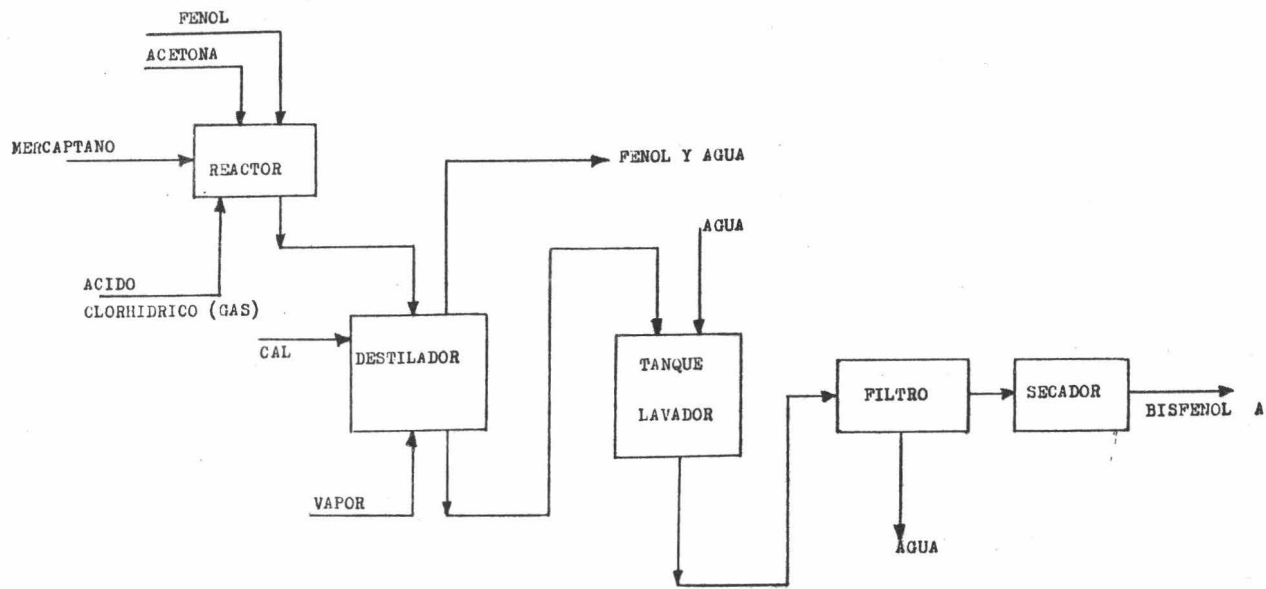 FENOL
ACETONA
MERCAPTANO
REACTOR
FENOL Y AGUA
AGUA
ACIDO
CLORHIDRICO (GAS)
CAL
DESTILADOR
TANQUE
LAVADOR
FILTRO
SECADOR
BISFENOL A
VAPOR
AGUA